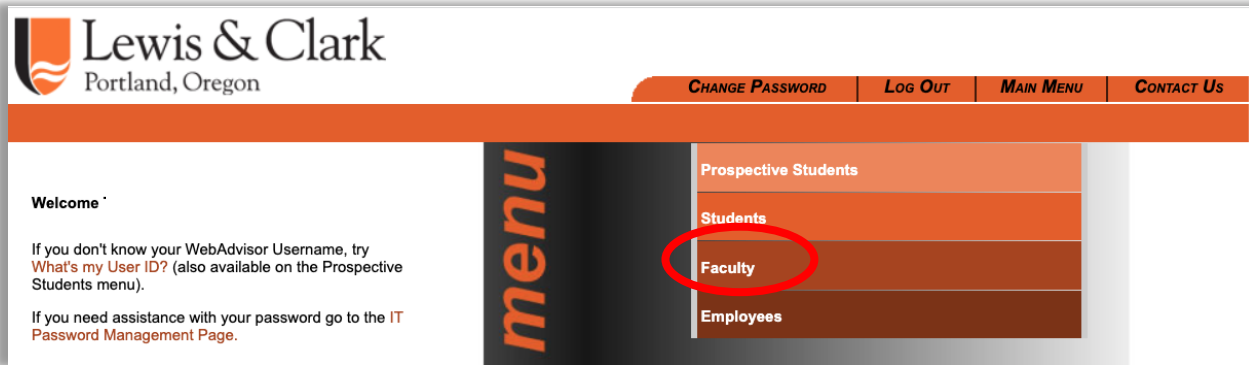 Lewis & Clark
Portland, Oregon
CHANGE PASSWORD
LOG OUT
MAIN MENU
CONTACT US
menu
Prospective Students
Students
Faculty
Employees
Welcome
If you don't know your WebAdvisor Username, try
What's my User ID? (also available on the Prospective
Students menu).
If you need assistance with your password go to the IT
Password Management Page.